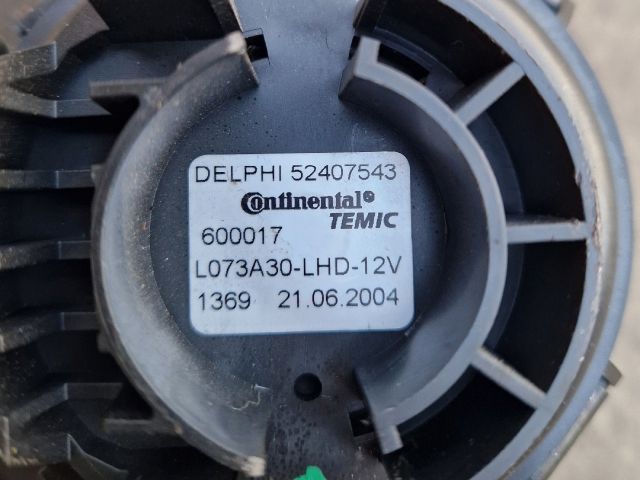 DELPHI 52407543
Continental®
TEMIC
600017
L073A30-LHD-12V
1369 21.06.2004